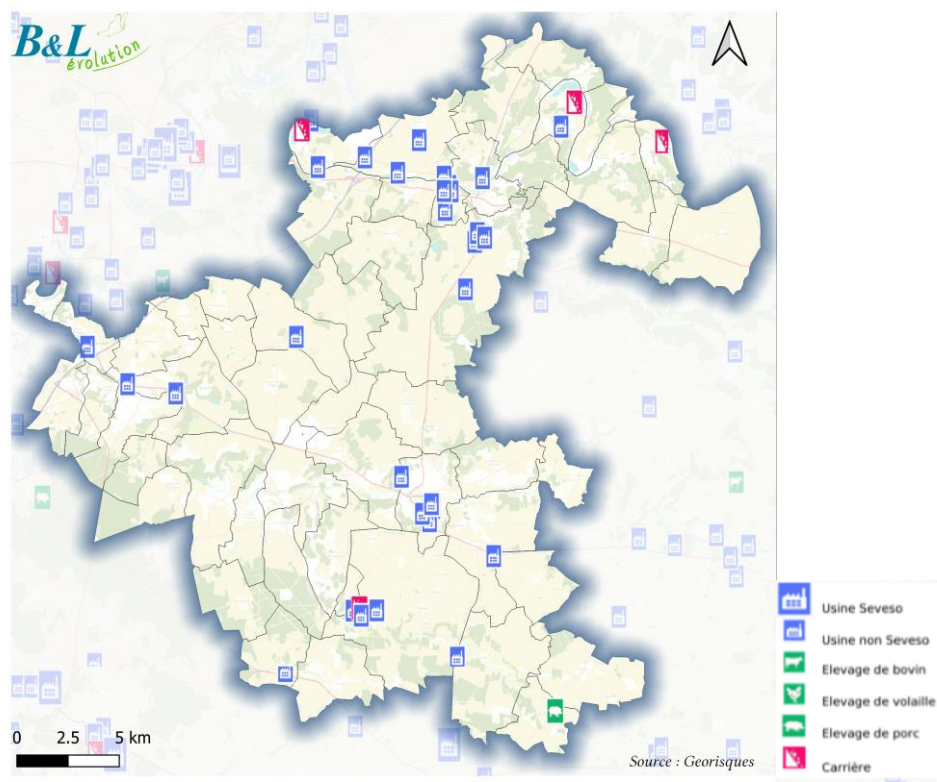 B&L
évolution
0 2.5 5 km
Source : Georisques
Usine Seveso
Usine non Seveso
Elevage de bovin
Elevage de volaille
Elevage de porc
Carrière